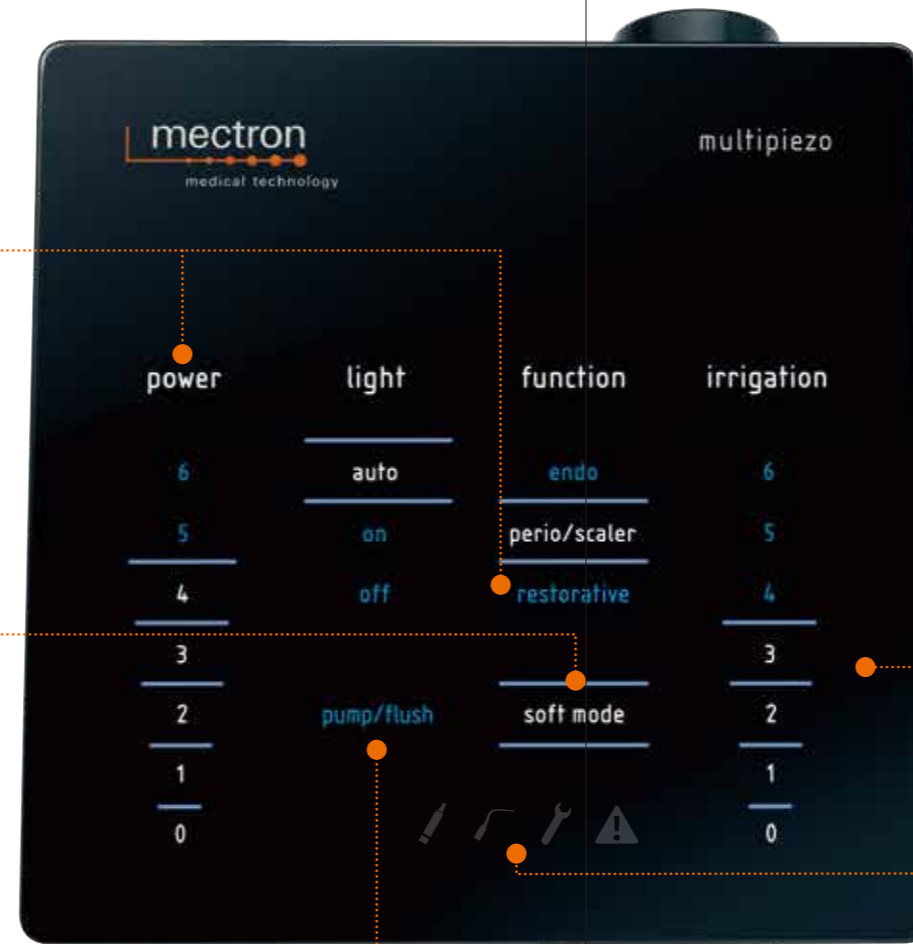 mectron
medical technology
multipiezo
power light function irrigation
6 auto endo 6
5 on perio/scaler 5
4 off restorative 4
3 3
2 pump/flush soft mode 2
1 1
0 0